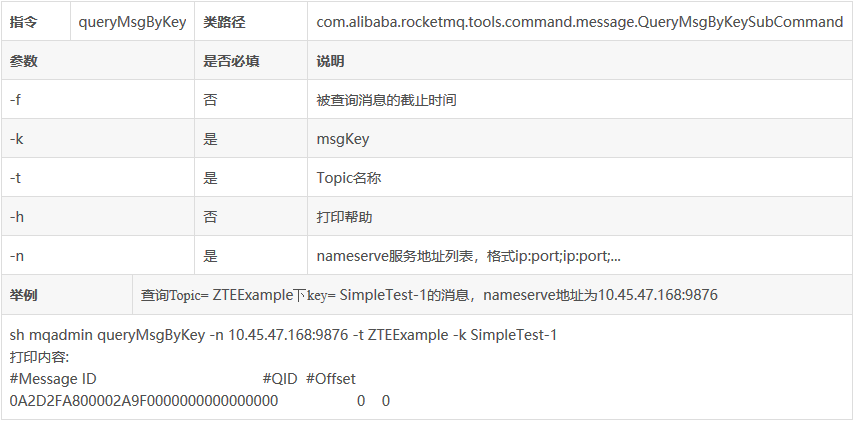 指令 queryMsgByKey 类路径 com.alibaba.rocketmq.tools.command.message.QueryMsgByKeySubCommand
参数 是否必填 说明
-f 否 被查询消息的截止时间
-k 是 msgKey
-t 是 Topic名称
-h 否 打印帮助
-n 是 nameserve服务地址列表，格式ip:port;ip:port;...
举例 查询Topic= ZTEExample下key= SimpleTest-1的消息，nameserve地址为10.45.47.168:9876
sh mqadmin queryMsgByKey -n 10.45.47.168:9876 -t ZTEExample -k SimpleTest-1
打印内容:
#Message ID #QID #Offset
0A2D2FA800002A9F0000000000000000 0 0